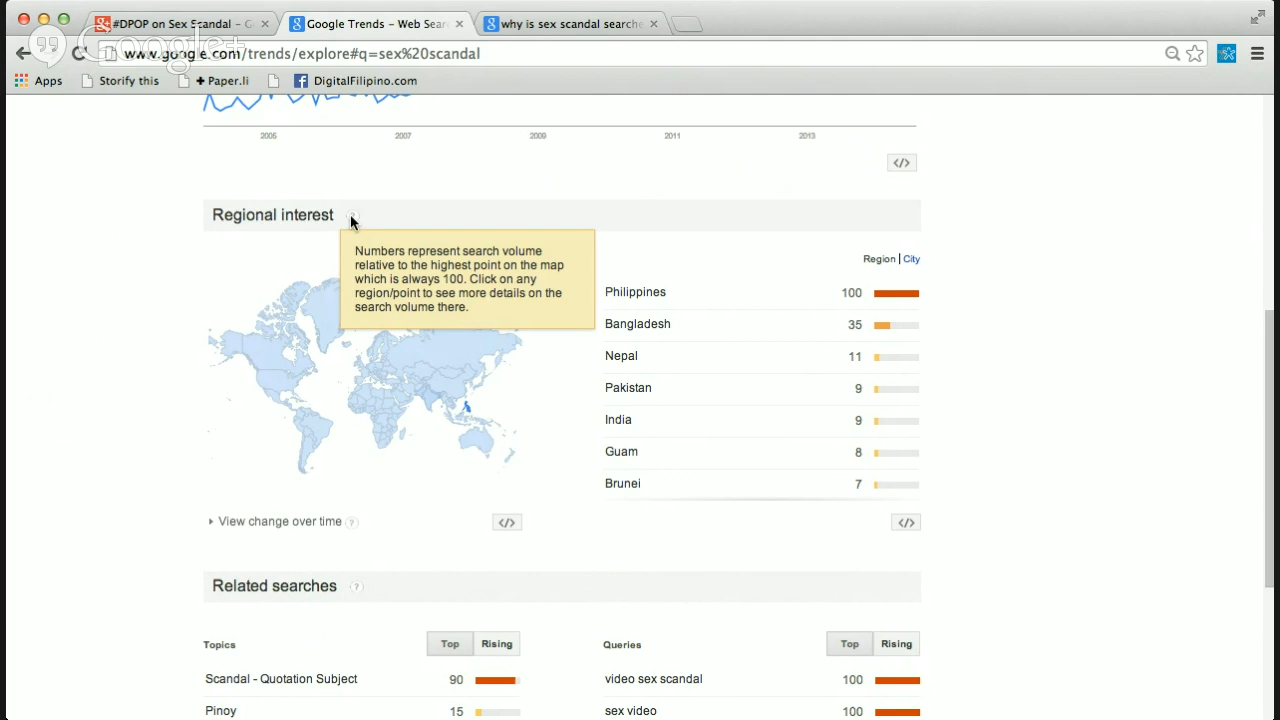 #DPOP on Sex Scandal - G
Google Trends - Web Sear
why is sex scandal searche
Google+
www.google.com/trends/explore#q=sex%20scandal
Apps
Storify this
+ Paper.li
DigitalFilipino.com
2005 2007 2009 2011 2013
</>
Regional interest ?
Numbers represent search volume
relative to the highest point on the map
which is always 100. Click on any
region/point to see more details on the
search volume there.
Region | City
Philippines 100
Bangladesh 35
Nepal 11
Pakistan 9
India 9
Guam 8
Brunei 7
View change over time ?
</>
</>
Related searches ?
Topics Top Rising
Queries Top Rising
Scandal - Quotation Subject 90
video sex scandal 100
Pinoy 15
sex video 100